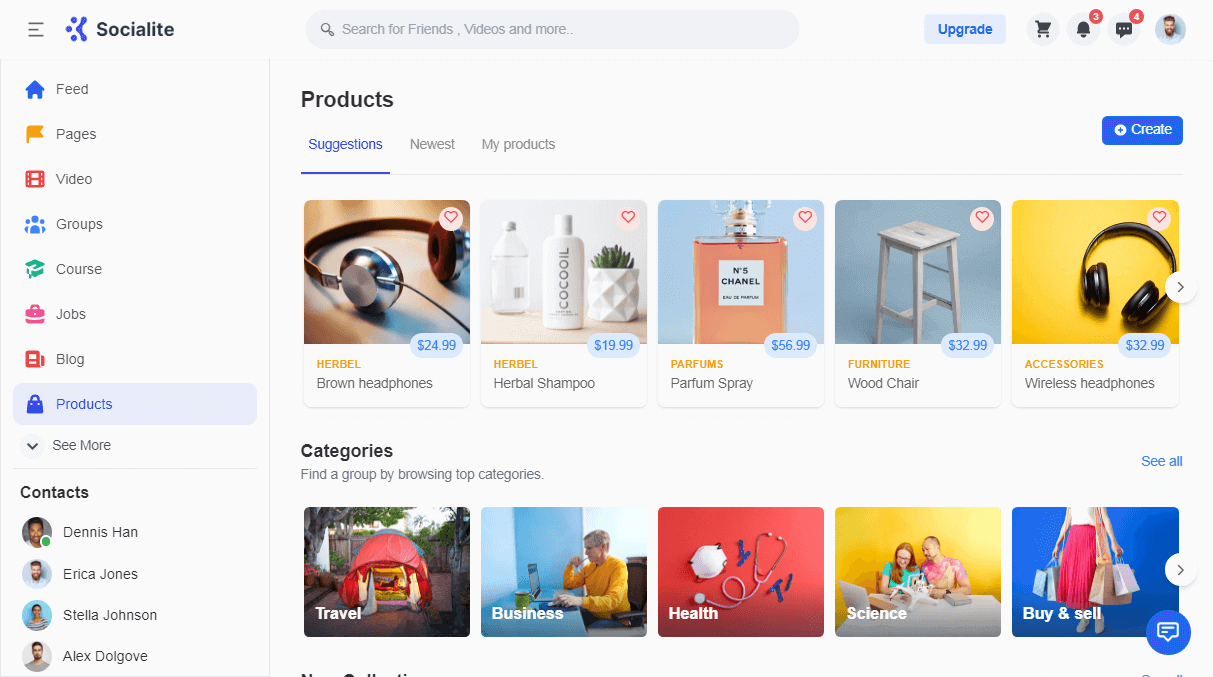 Socialite
Search for Friends , Videos and more..
Upgrade
3
4
Feed
Pages
Video
Groups
Course
Jobs
Blog
Products
See More
Contacts
Dennis Han
Erica Jones
Stella Johnson
Alex Dolgove
Products
Create
Suggestions
Newest
My products
COCOOIL
N°5
CHANEL
EAU DE PARFUM
$24.99
$19.99
$56.99
$32.99
$32.99
HERBEL
Brown headphones
HERBEL
Herbal Shampoo
PARFUMS
Parfum Spray
FURNITURE
Wood Chair
ACCESSORIES
Wireless headphones
Categories
Find a group by browsing top categories.
See all
Travel
Business
Health
Science
Buy & sell